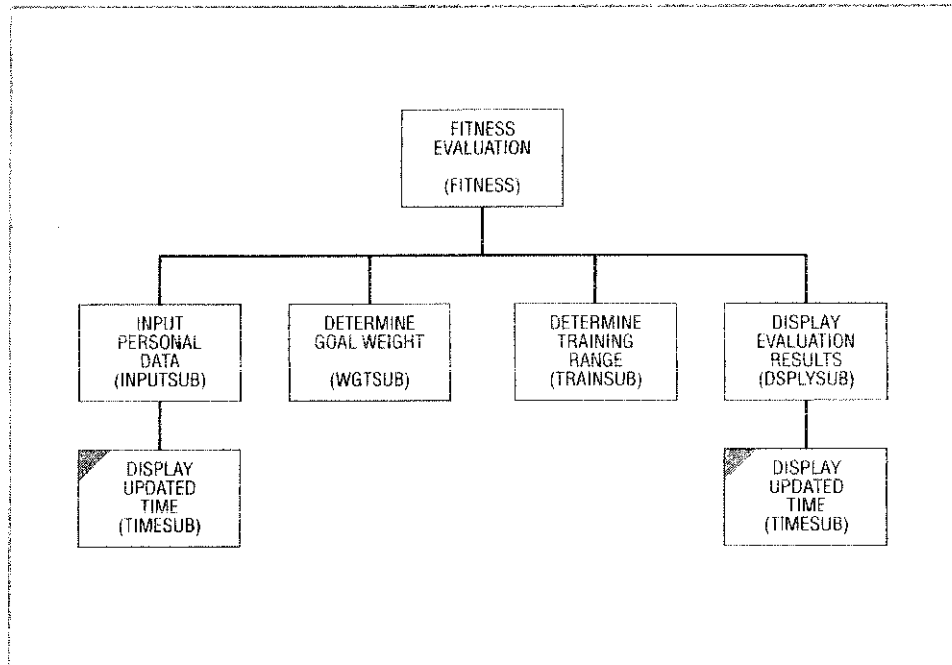 FITNESS
EVALUATION
(FITNESS)
INPUT
PERSONAL
DATA
(INPUTSUB)
DETERMINE
GOAL WEIGHT
(WGTSUB)
DETERMINE
TRAINING
RANGE
(TRAINSUB)
DISPLAY
EVALUATION
RESULTS
(DSPLYSUB)
DISPLAY
UPDATED
TIME
(TIMESUB)
DISPLAY
UPDATED
TIME
(TIMESUB)